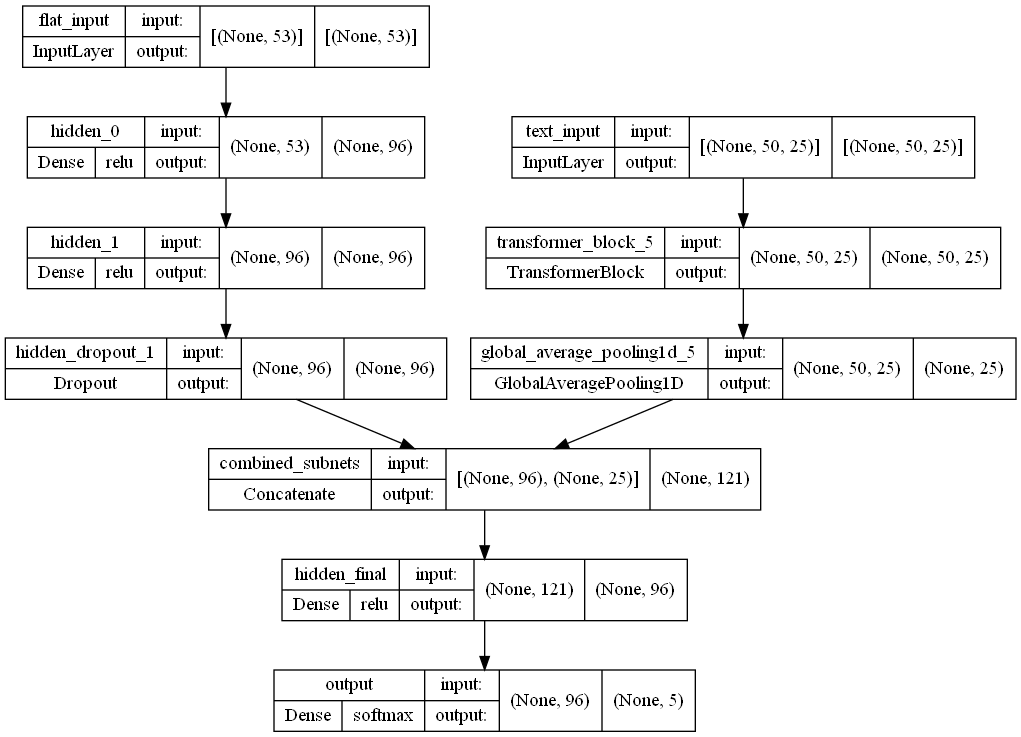 flat_input input: [(None, 53)] [(None, 53)]
InputLayer output:
hidden_0 input: (None, 53) (None, 96)
Dense relu output:
text_input input: [(None, 50, 25)] [(None, 50, 25)]
InputLayer output:
hidden_1 input: (None, 96) (None, 96)
Dense relu output:
transformer_block_5 input: (None, 50, 25) (None, 50, 25)
TransformerBlock output:
hidden_dropout_1 input: (None, 96) (None, 96)
Dropout output:
global_average_pooling1d_5 input: (None, 50, 25) (None, 25)
GlobalAveragePooling1D output:
combined_subnets input: [(None, 96), (None, 25)] (None, 121)
Concatenate output:
hidden_final input: (None, 121) (None, 96)
Dense relu output:
output input: (None, 96) (None, 5)
Dense softmax output: